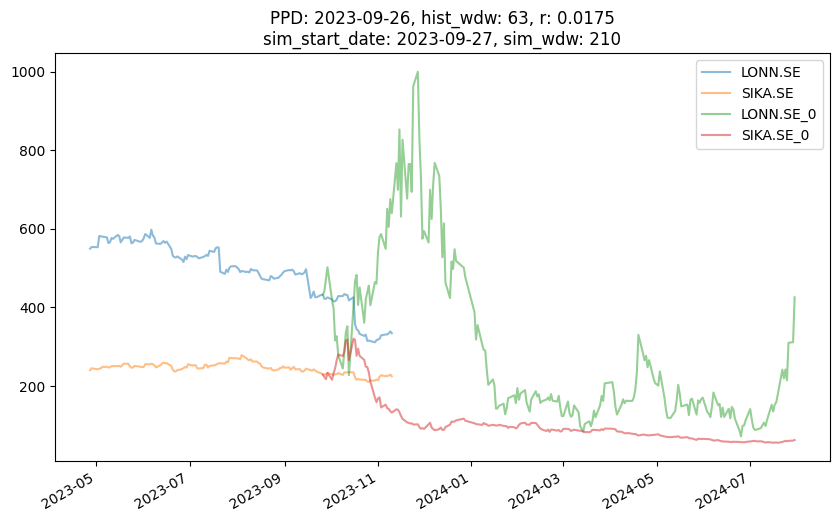 PPD: 2023-09-26, hist_wdw: 63, r: 0.0175
sim_start_date: 2023-09-27, sim_wdw: 210
LONN.SE
SIKA.SE
LONN.SE_0
SIKA.SE_0
1000
800
600
400
200
2023-05
2023-07
2023-09
2023-11
2024-01
2024-03
2024-05
2024-07